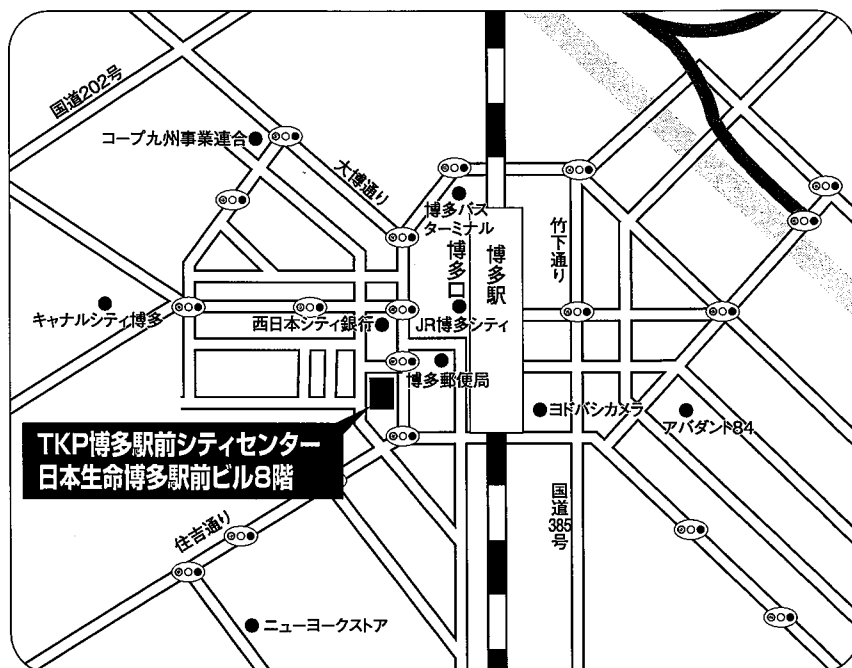 国道202号
コープ九州事業連合
大博通り
博多バス
ターミナル
竹下通り
博多
博多駅
キャナルシティ博多
西日本シティ銀行
JR博多シティ
博多郵便局
ヨドバシカメラ
アバダント84
TKP博多駅前シティセンター
日本生命博多駅前ビル8階
国道
385
号
住吉通り
ニューヨークストア